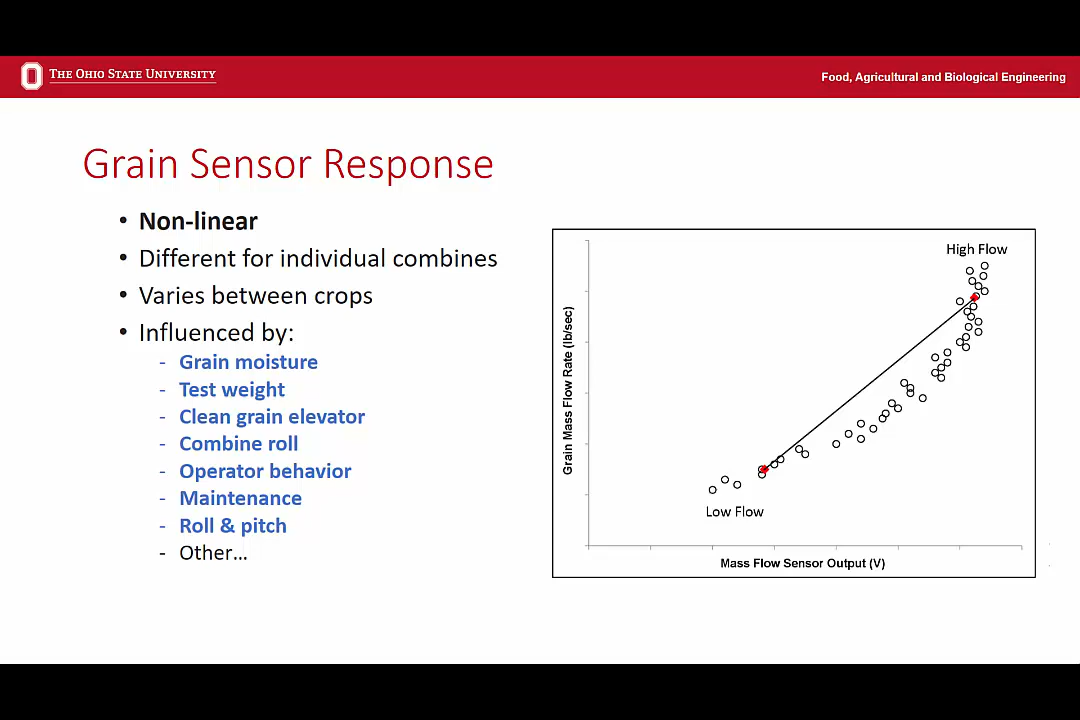 THE OHIO STATE UNIVERSITY
Food, Agricultural and Biological Engineering
Grain Sensor Response
• Non-linear
• Different for individual combines
• Varies between crops
• Influenced by:
- Grain moisture
- Test weight
- Clean grain elevator
- Combine roll
- Operator behavior
- Maintenance
- Roll & pitch
- Other…
High Flow
Grain Mass Flow Rate (lb/sec)
Low Flow
Mass Flow Sensor Output (V)